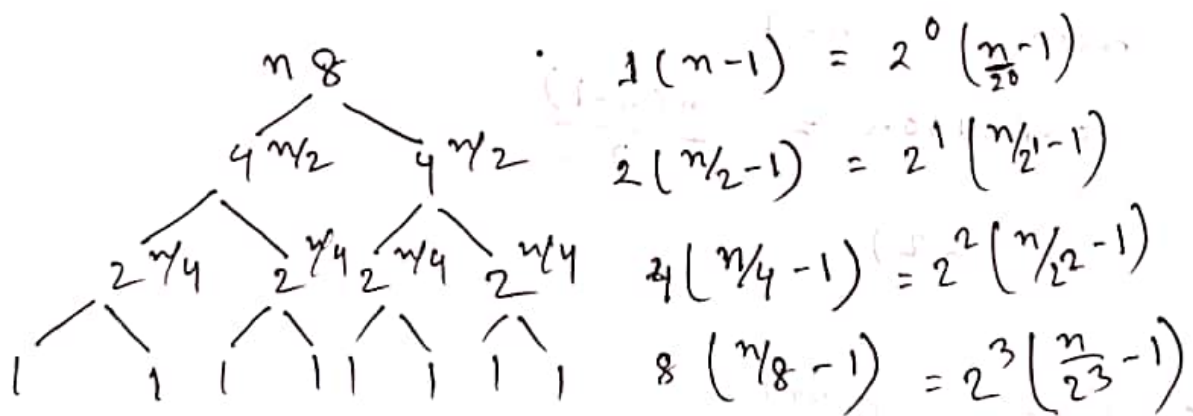 n 8
1(n-1) = 2^0 (n/2^0 -1)
4 n/2 4 n/2
2(n/2-1) = 2^1 (n/2^1-1)
2 n/4 2 n/4 2 n/4 2 n/4
4(n/4-1) = 2^2 (n/2^2-1)
1 1 1 1 1 1 1 1
8 (n/8-1) = 2^3 (n/2^3 -1)